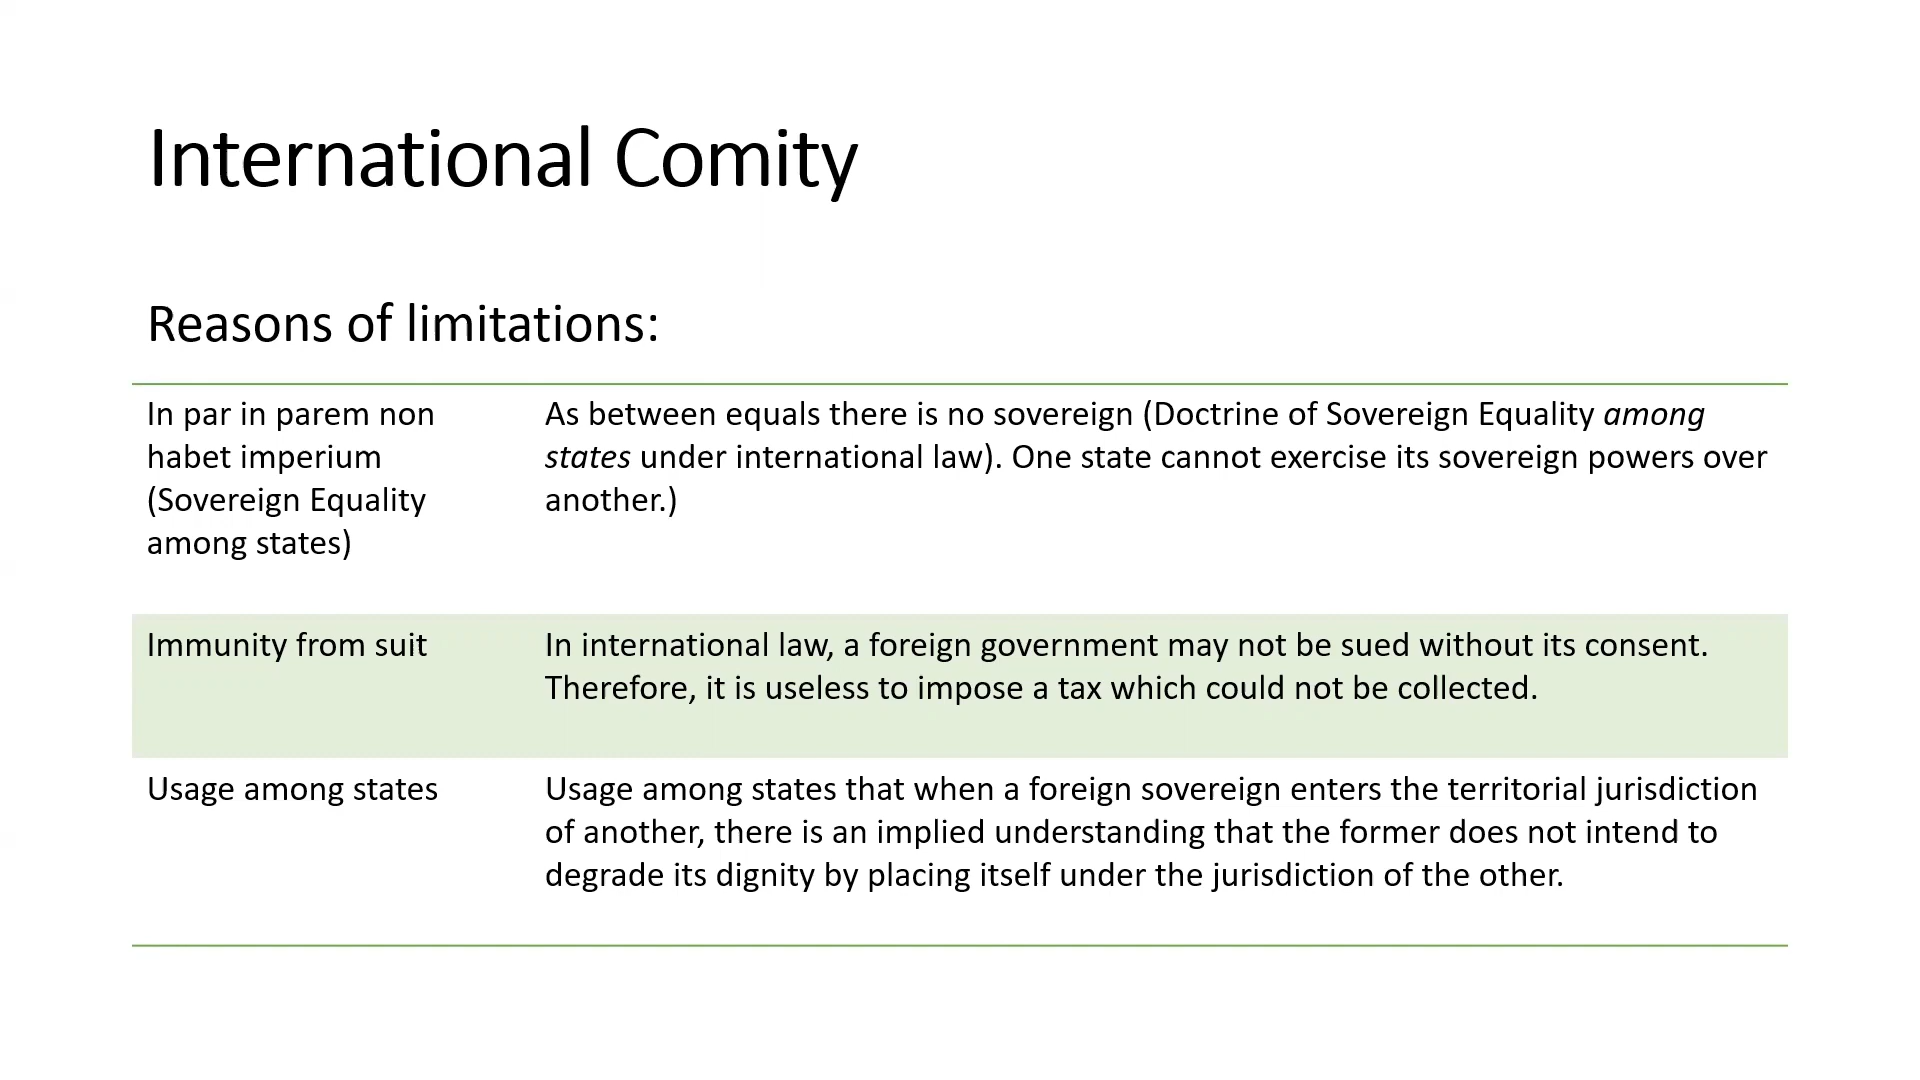 International Comity
Reasons of limitations:
In par in parem non
habet imperium
(Sovereign Equality
among states)
As between equals there is no sovereign (Doctrine of Sovereign Equality among
states under international law). One state cannot exercise its sovereign powers over
another.)
Immunity from suit
In international law, a foreign government may not be sued without its consent.
Therefore, it is useless to impose a tax which could not be collected.
Usage among states
Usage among states that when a foreign sovereign enters the territorial jurisdiction
of another, there is an implied understanding that the former does not intend to
degrade its dignity by placing itself under the jurisdiction of the other.